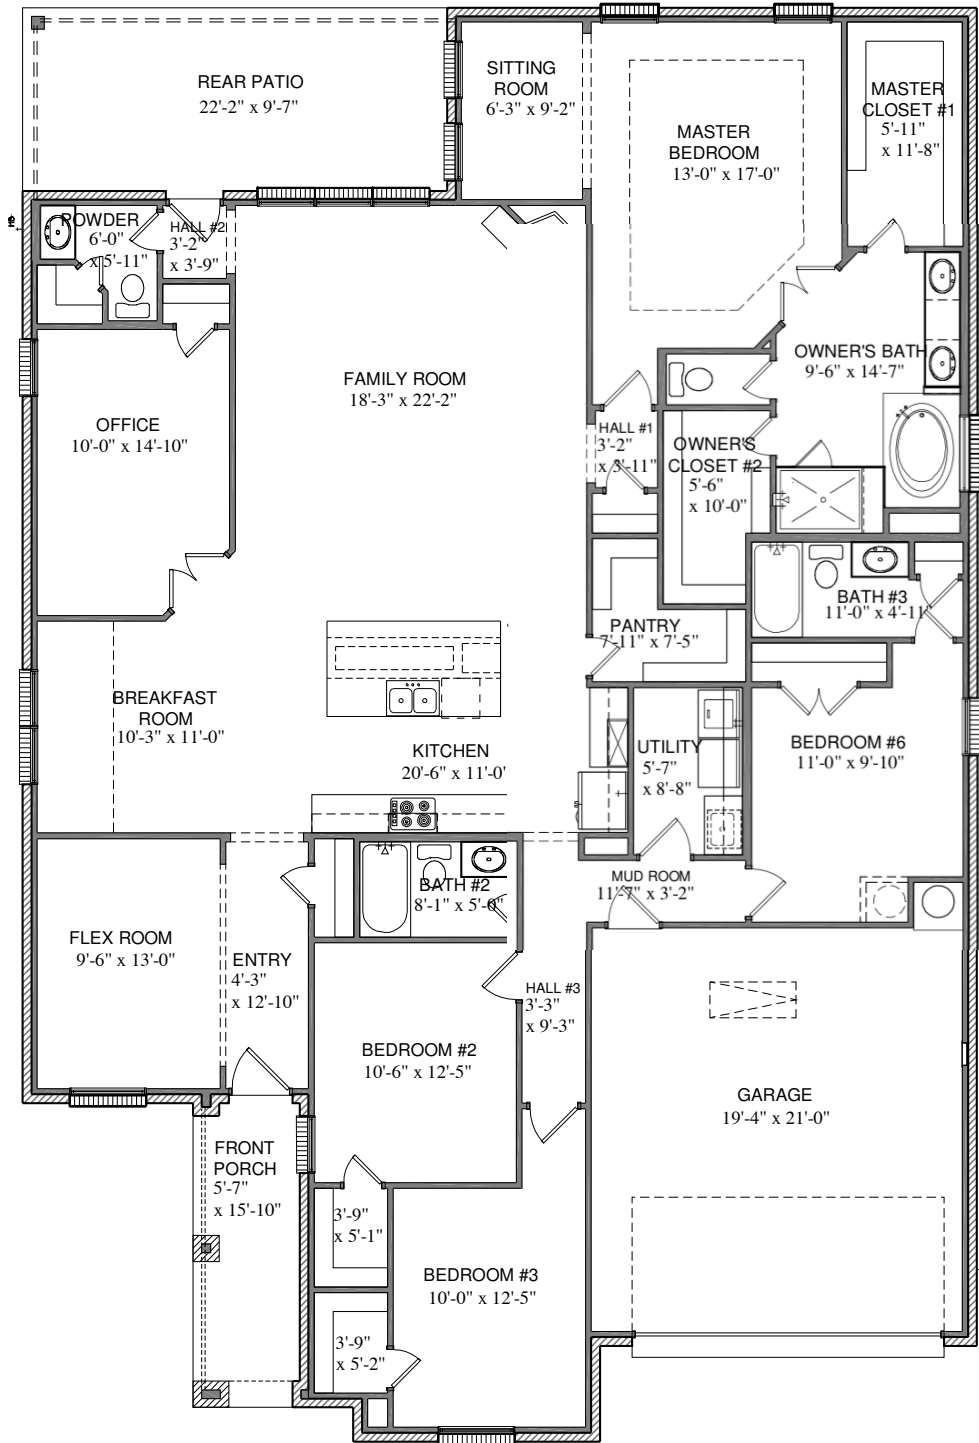 REAR PATIO
22'-2" x 9'-7"
SITTING
ROOM
6'-3" x 9'-2"
MASTER
BEDROOM
13'-0" x 17'-0"
MASTER
CLOSET #1
5'-11"
x 11'-8"
POWDER
6'-0"
x 5'-11"
HALL #2
3'-2"
x 3'-9"
FAMILY ROOM
18'-3" x 22'-2"
OWNER'S BATH
9'-6" x 14'-7"
OFFICE
10'-0" x 14'-10"
HALL #1
3'-2"
x 3'-11"
OWNER'S
CLOSET #2
5'-6"
x 10'-0"
BATH #3
11'-0" x 4'-11"
PANTRY
7'-11" x 7'-5"
BREAKFAST
ROOM
10'-3" x 11'-0"
KITCHEN
20'-6" x 11'-0"
UTILITY
5'-7"
x 8'-8"
BEDROOM #6
11'-0" x 9'-10"
MUD ROOM
11'-7" x 3'-2"
BATH #2
8'-1" x 5'-6"
FLEX ROOM
9'-6" x 13'-0"
ENTRY
4'-3"
x 12'-10"
HALL #3
3'-3"
x 9'-3"
BEDROOM #2
10'-6" x 12'-5"
GARAGE
19'-4" x 21'-0"
FRONT
PORCH
5'-7"
x 15'-10"
3'-9"
x 5'-1"
BEDROOM #3
10'-0" x 12'-5"
3'-9"
x 5'-2"